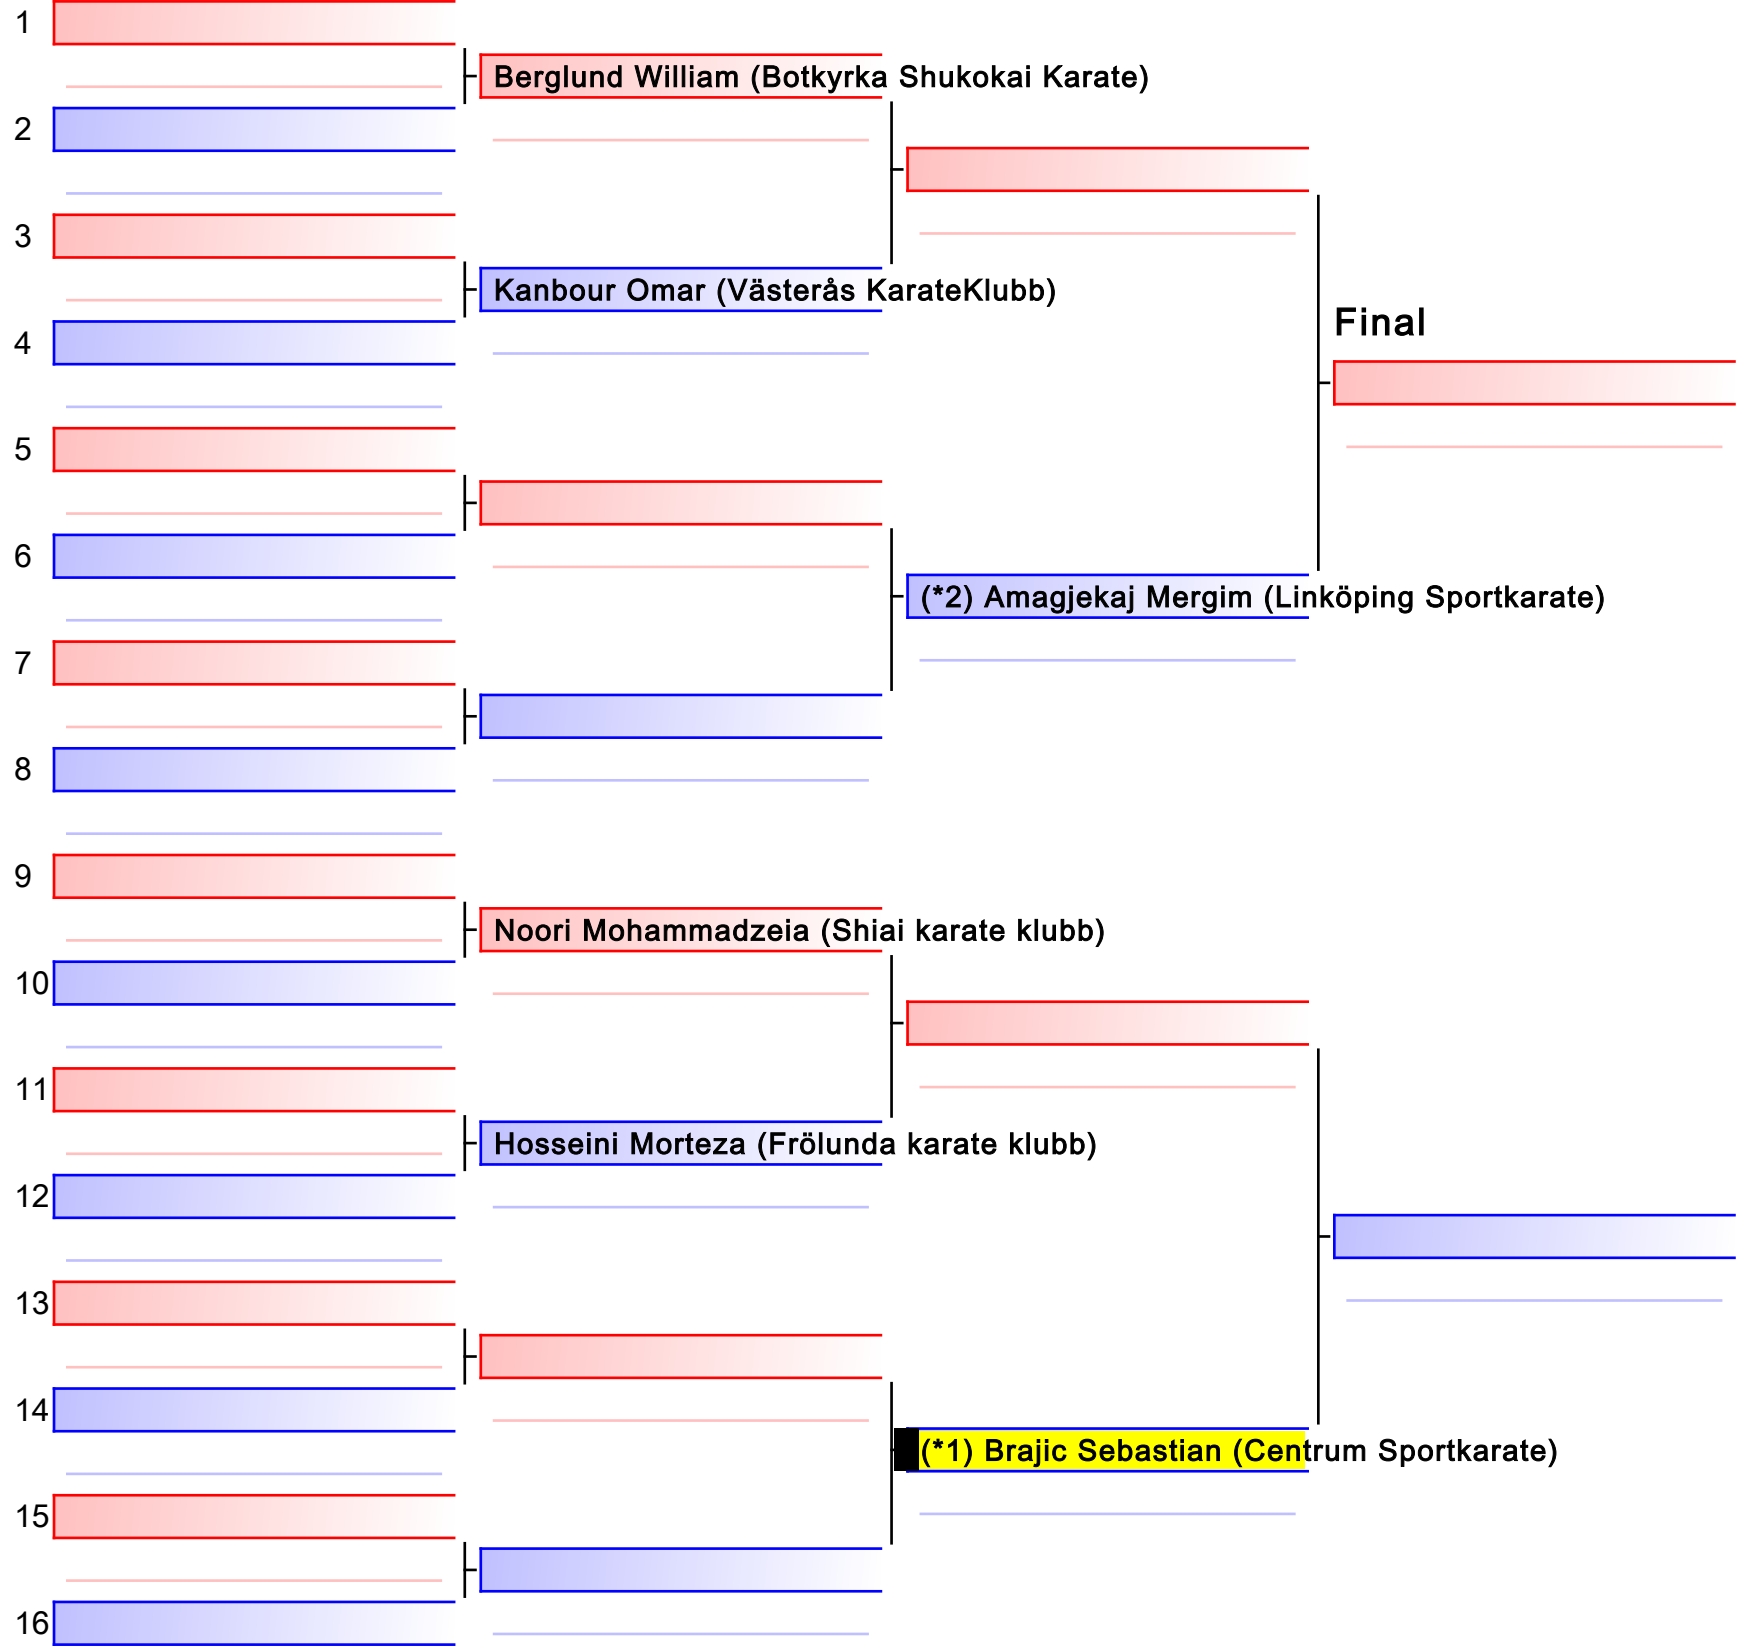 1
Berglund William (Botkyrka Shukokai Karate)
2
3
Kanbour Omar (Västerås KarateKlubb)
4
Final
5
6
(*2) Amagjekaj Mergim (Linköping Sportkarate)
7
8
9
Noori Mohammadzeia (Shiai karate klubb)
10
11
Hosseini Morteza (Frölunda karate klubb)
12
13
14
(*1) Brajic Sebastian (Centrum Sportkarate)
15
16